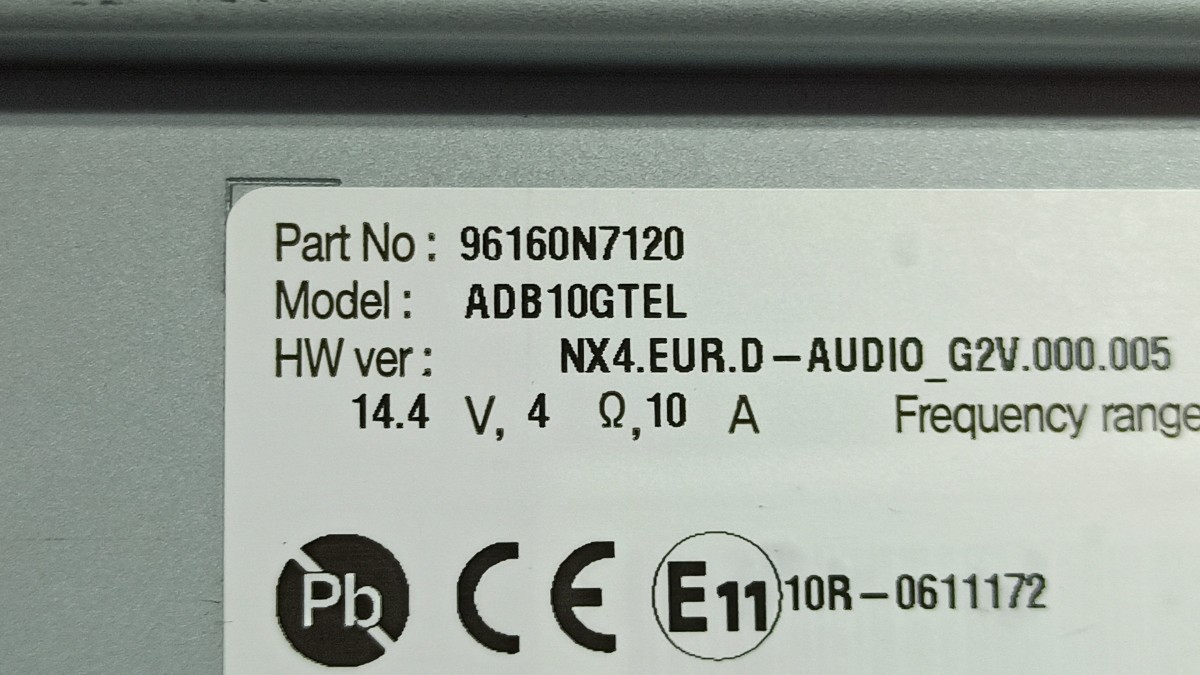 Part No : 96160N7120
Model : ADB10GTEL
HW ver : NX4.EUR.D-AUDIO_G2V.000.005
14.4 V, 4 Ω,10 A Frequency range
Pb CE E11 10R-0611172